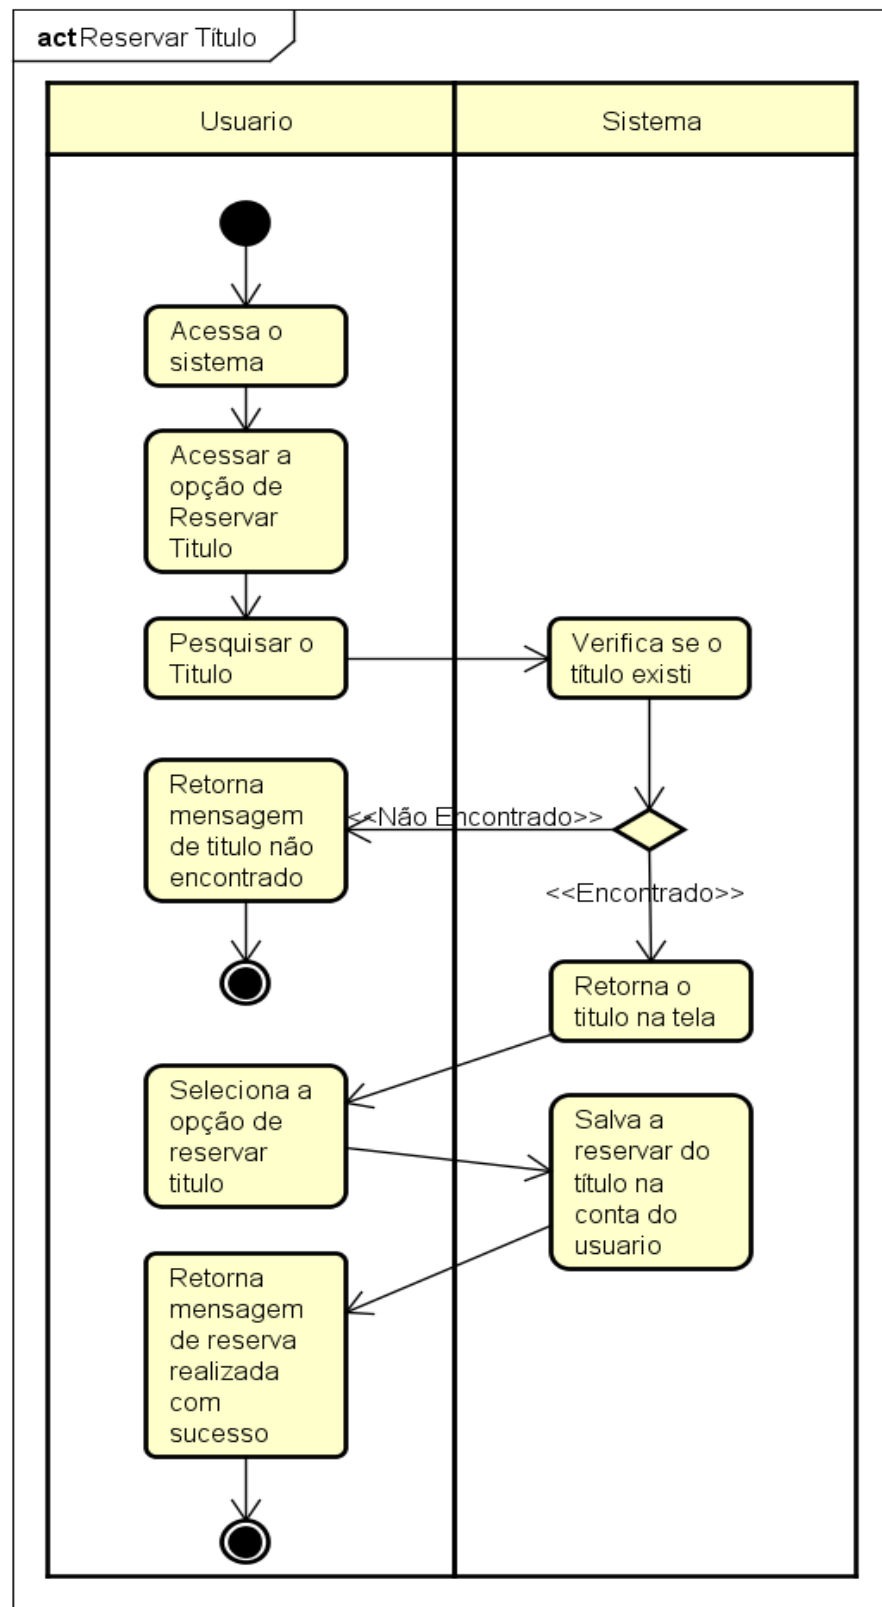 act Reservar Título
Usuario
Sistema
Acessa o
sistema
Acessar a
opção de
Reservar
Titulo
Pesquisar o
Titulo
Verifica se o
título existi
Retorna
mensagem
de titulo não
encontrado
<<Não Encontrado>>
<<Encontrado>>
Retorna o
titulo na tela
Seleciona a
opção de
reservar
titulo
Salva a
reservar do
título na
conta do
usuario
Retorna
mensagem
de reserva
realizada
com
sucesso